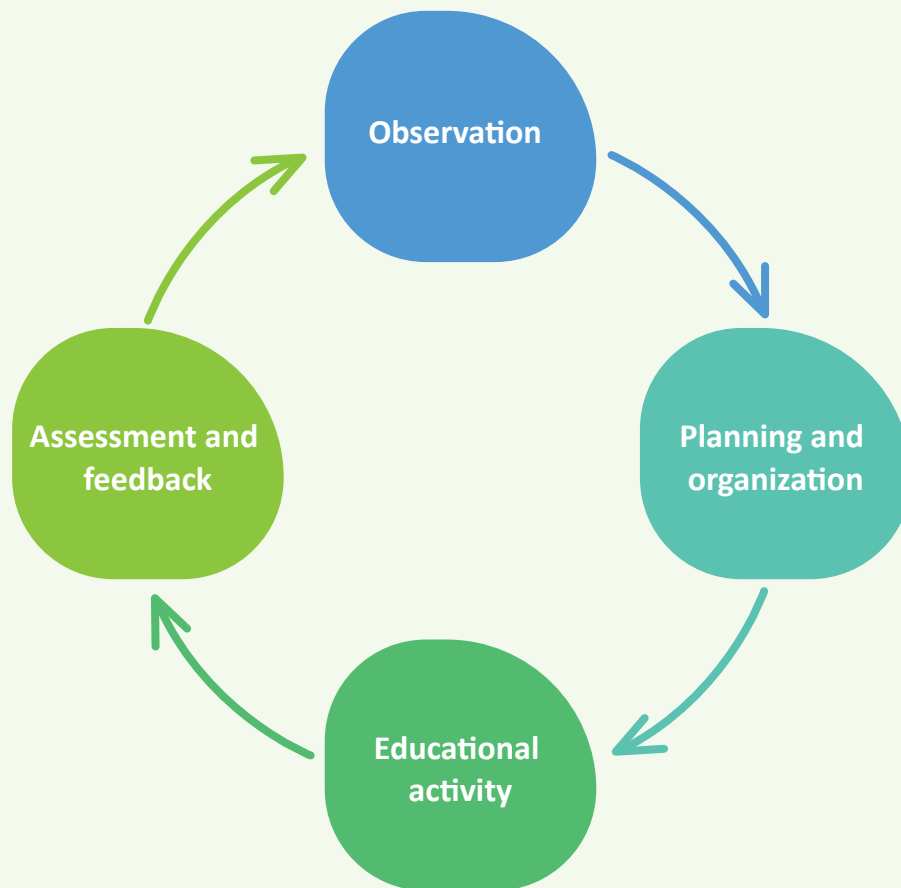 Observation
Assessment and
feedback
Planning and
organization
Educational
activity